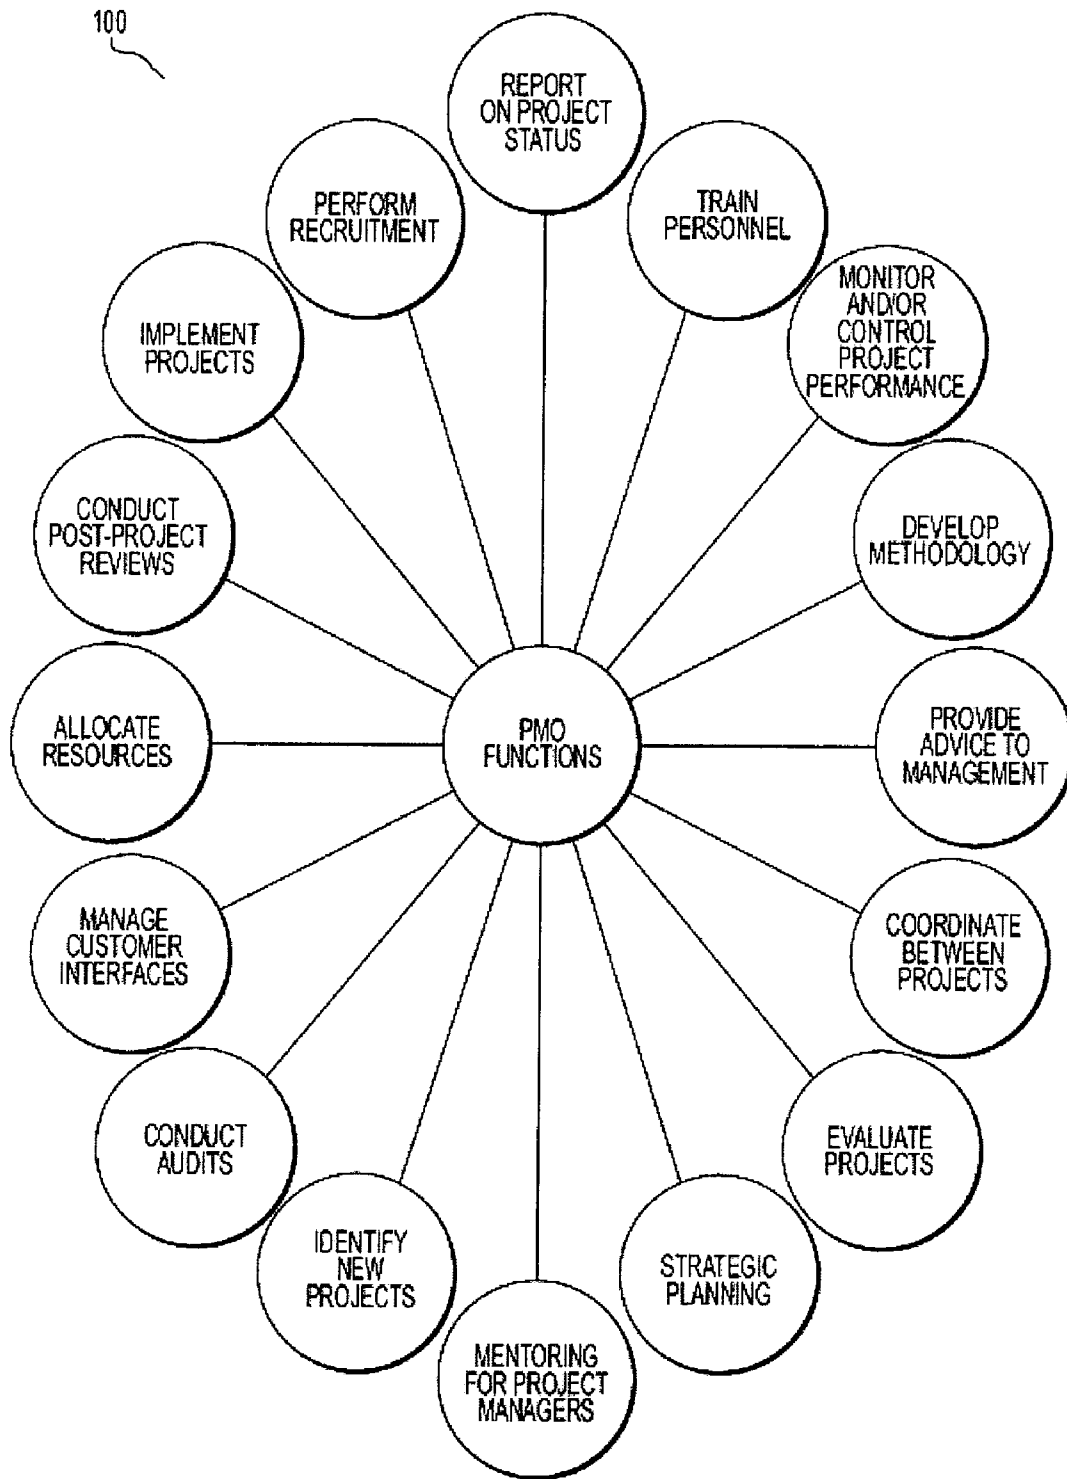 100
REPORT
ON PROJECT
STATUS
TRAIN
PERSONNEL
MONITOR
AND/OR
CONTROL
PROJECT
PERFORMANCE
DEVELOP
METHODOLOGY
PROVIDE
ADVICE TO
MANAGEMENT
COORDINATE
BETWEEN
PROJECTS
EVALUATE
PROJECTS
STRATEGIC
PLANNING
MENTORING
FOR PROJECT
MANAGERS
IDENTIFY
NEW
PROJECTS
CONDUCT
AUDITS
MANAGE
CUSTOMER
INTERFACES
ALLOCATE
RESOURCES
CONDUCT
POST-PROJECT
REVIEWS
IMPLEMENT
PROJECTS
PERFORM
RECRUITMENT
PMO
FUNCTIONS